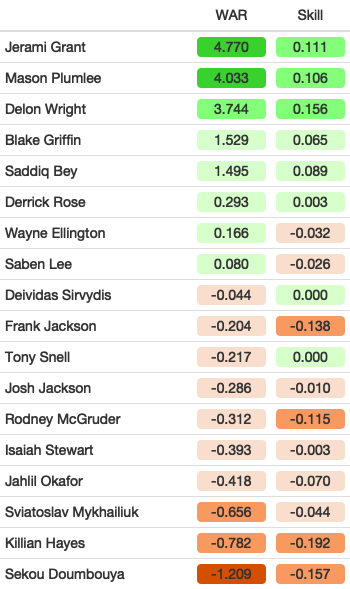 WAR Skill
Jerami Grant 4.770 0.111
Mason Plumlee 4.033 0.106
Delon Wright 3.744 0.156
Blake Griffin 1.529 0.065
Saddiq Bey 1.495 0.089
Derrick Rose 0.293 0.003
Wayne Ellington 0.166 -0.032
Saben Lee 0.080 -0.026
Deividas Sirvydis -0.044 0.000
Frank Jackson -0.204 -0.138
Tony Snell -0.217 0.000
Josh Jackson -0.286 -0.010
Rodney McGruder -0.312 -0.115
Isaiah Stewart -0.393 -0.003
Jahlil Okafor -0.418 -0.070
Sviatoslav Mykhailiuk -0.656 -0.044
Killian Hayes -0.782 -0.192
Sekou Doumbouya -1.209 -0.157